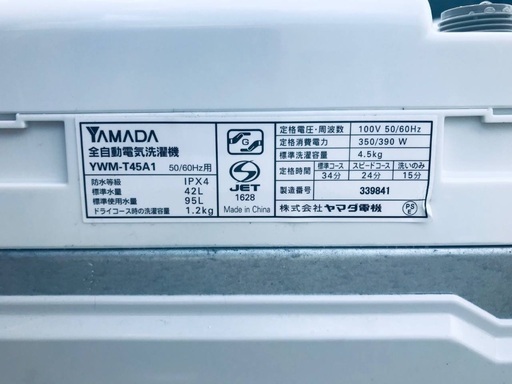 YAMADA
全自動電気洗濯機
YWM-T45A1 50/60Hz用
防水等級 IPX4
標準水量 42L
標準使用水量 95L
ドライコース時の洗濯容量 1.2kg
G
S
JET
1628
Made in China
定格電圧・周波数 100V 50/60Hz
定格消費電力 350/390 W
標準洗濯容量 4.5kg
定格時間 標準コース スピードコース 洗いのみ
34分 24分 15分
製造番号 339841
株式会社 ヤマダ電機
PS
E